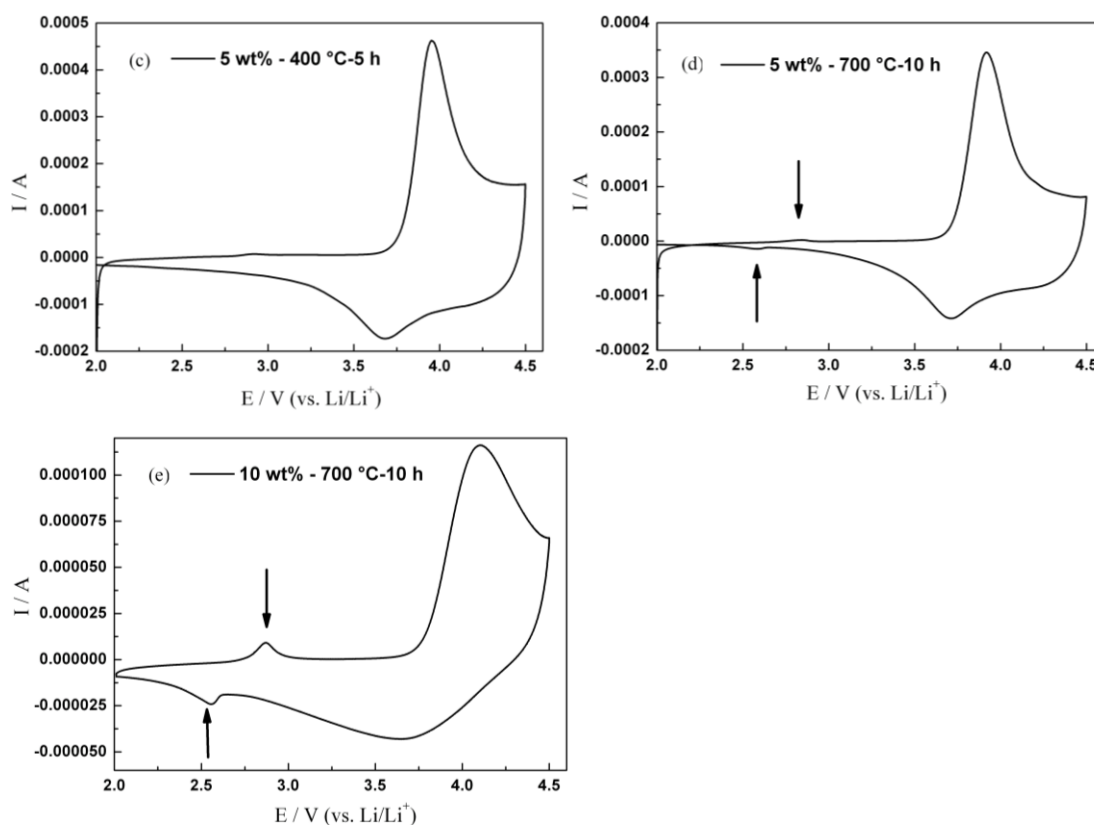 (c) 5 wt% - 400 °C-5 h
0.0005
0.0004
0.0003
0.0002
0.0001
0.0000
-0.0001
-0.0002
I / A
2.0 2.5 3.0 3.5 4.0 4.5
E / V (vs. Li/Li⁺)
(d) 5 wt% - 700 °C-10 h
0.0004
0.0003
0.0002
0.0001
0.0000
-0.0001
-0.0002
I / A
2.0 2.5 3.0 3.5 4.0 4.5
E / V (vs. Li/Li⁺)
(e) 10 wt% - 700 °C-10 h
0.000100
0.000075
0.000050
0.000025
0.000000
-0.000025
-0.000050
I / A
2.0 2.5 3.0 3.5 4.0 4.5
E / V (vs. Li/Li⁺)